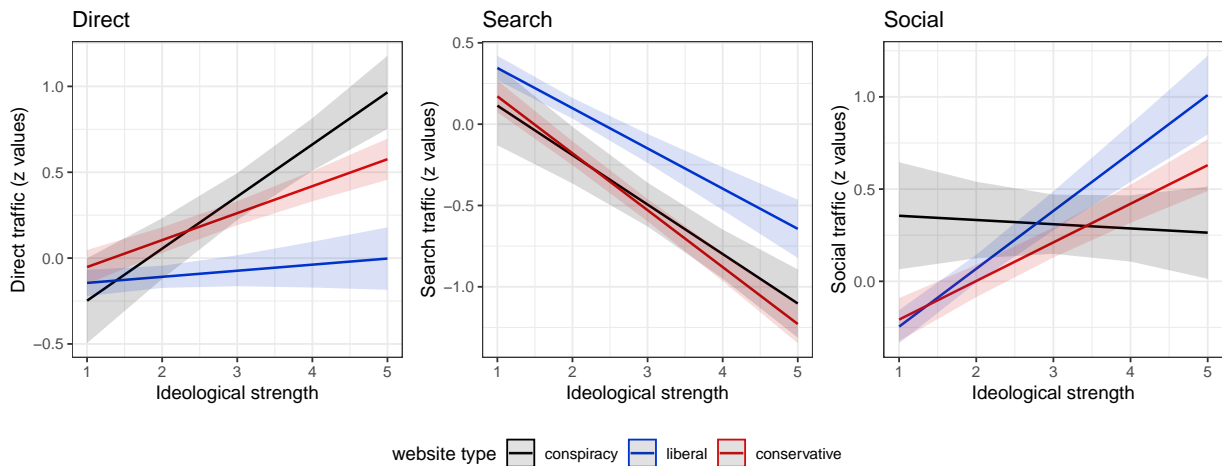 Direct
Search
Social
Direct traffic (z values)
1.0
0.5
0.0
−0.5
1 2 3 4 5
Ideological strength
Search traffic (z values)
0.5
0.0
−0.5
−1.0
1 2 3 4 5
Ideological strength
Social traffic (z values)
1.0
0.5
0.0
1 2 3 4 5
Ideological strength
website type conspiracy liberal conservative